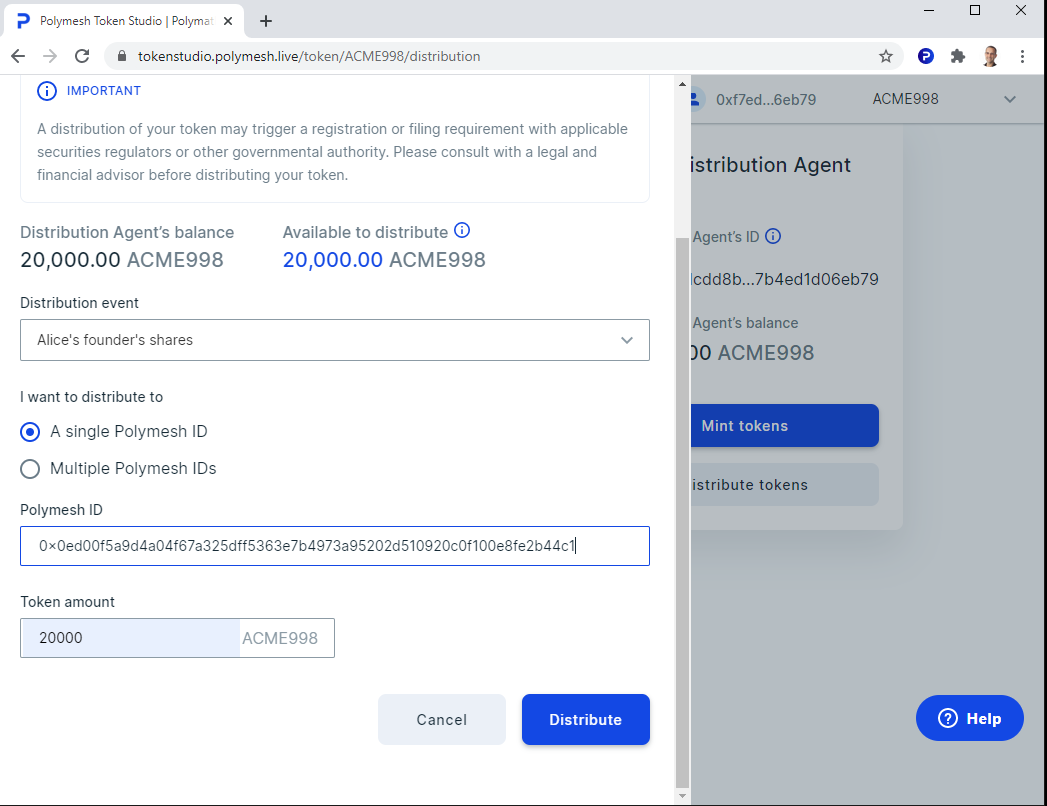 Polymesh Token Studio | Polymat
tokenstudio.polymesh.live/token/ACME998/distribution
IMPORTANT
A distribution of your token may trigger a registration or filing requirement with applicable
securities regulators or other governmental authority. Please consult with a legal and
financial advisor before distributing your token.
Distribution Agent's balance
20,000.00 ACME998
Available to distribute
20,000.00 ACME998
Distribution event
Alice's founder's shares
I want to distribute to
A single Polymesh ID
Multiple Polymesh IDs
Polymesh ID
0×0ed00f5a9d4a04f67a325dff5363e7b4973a95202d510920c0f100e8fe2b44c1
Token amount
20000 ACME998
Cancel
Distribute
0xf7ed...6eb79
ACME998
istribution Agent
Agent's ID
cdd8b...7b4ed1d06eb79
Agent's balance
00 ACME998
Mint tokens
istribute tokens
Help